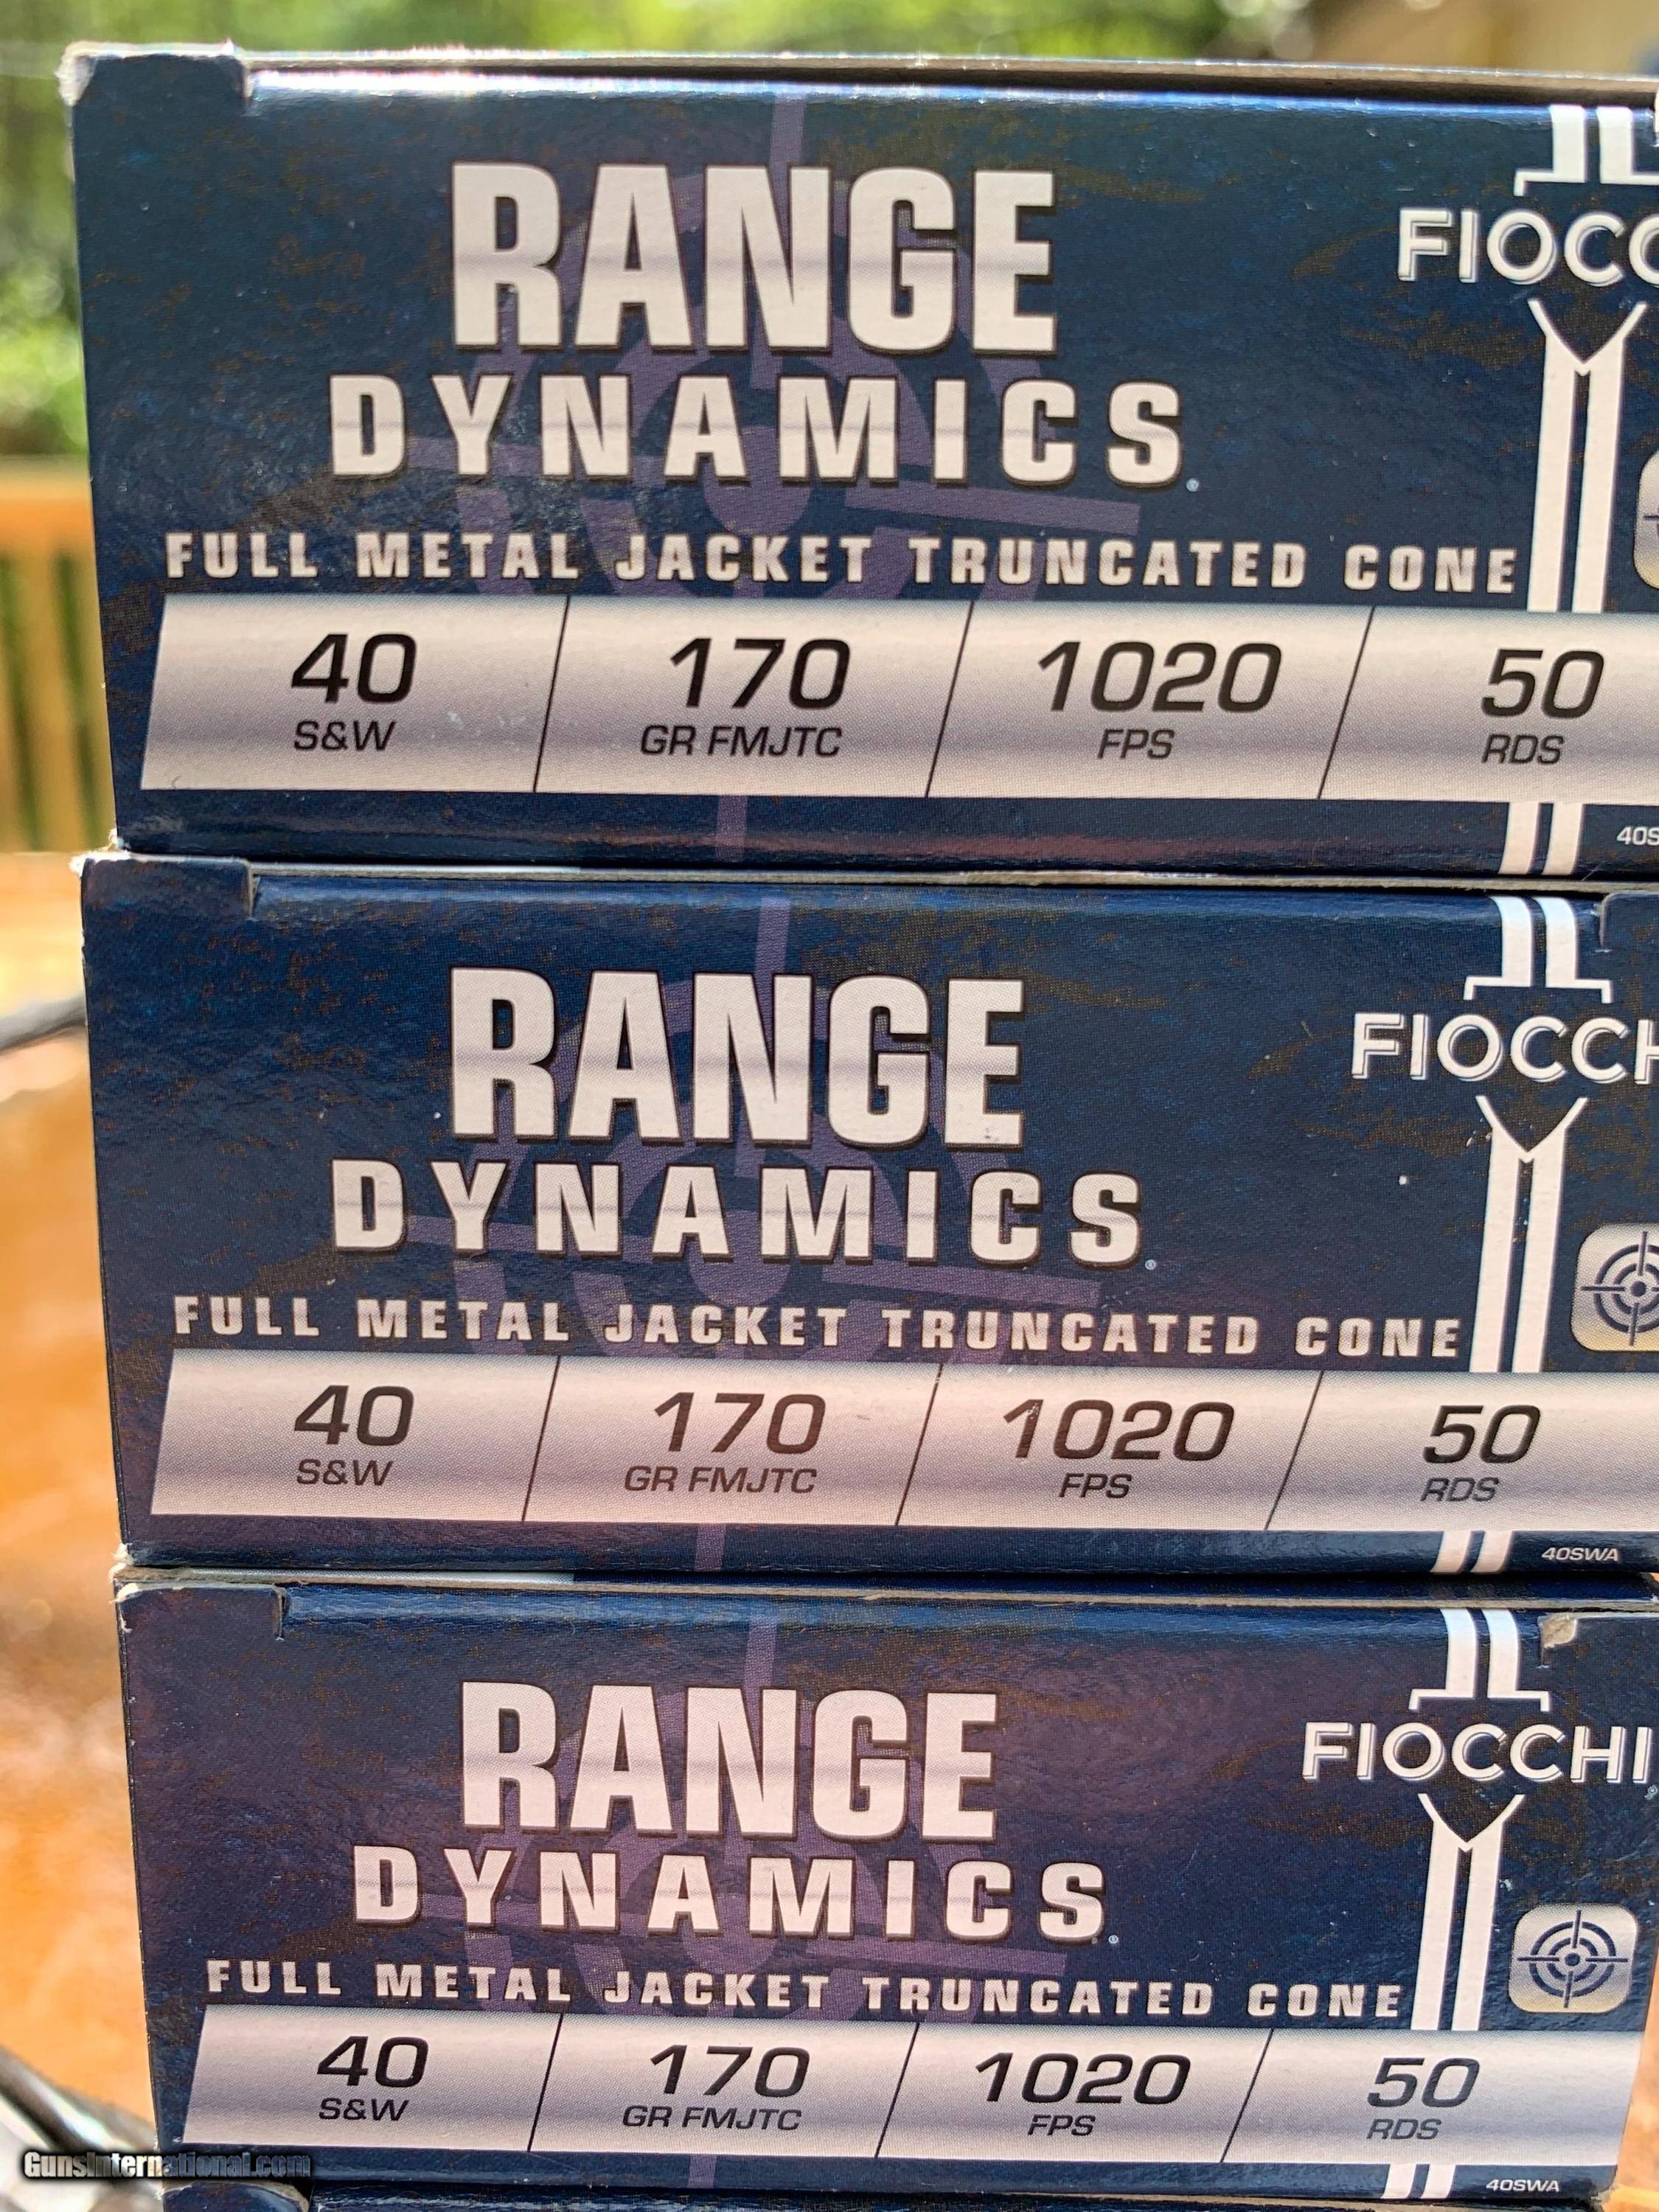 RANGE
DYNAMICS
FIOCC
FULL METAL JACKET TRUNCATED CONE
40 170 1020 50
S&W GR FMJTC FPS RDS
40S
RANGE
DYNAMICS
FIOCCH
FULL METAL JACKET TRUNCATED CONE
40 170 1020 50
S&W GR FMJTC FPS RDS
40SWA
RANGE
DYNAMICS
FIOCCHI
FULL METAL JACKET TRUNCATED CONE
40 170 1020 50
S&W GR FMJTC FPS RDS
40SWA
GunsInternational.com